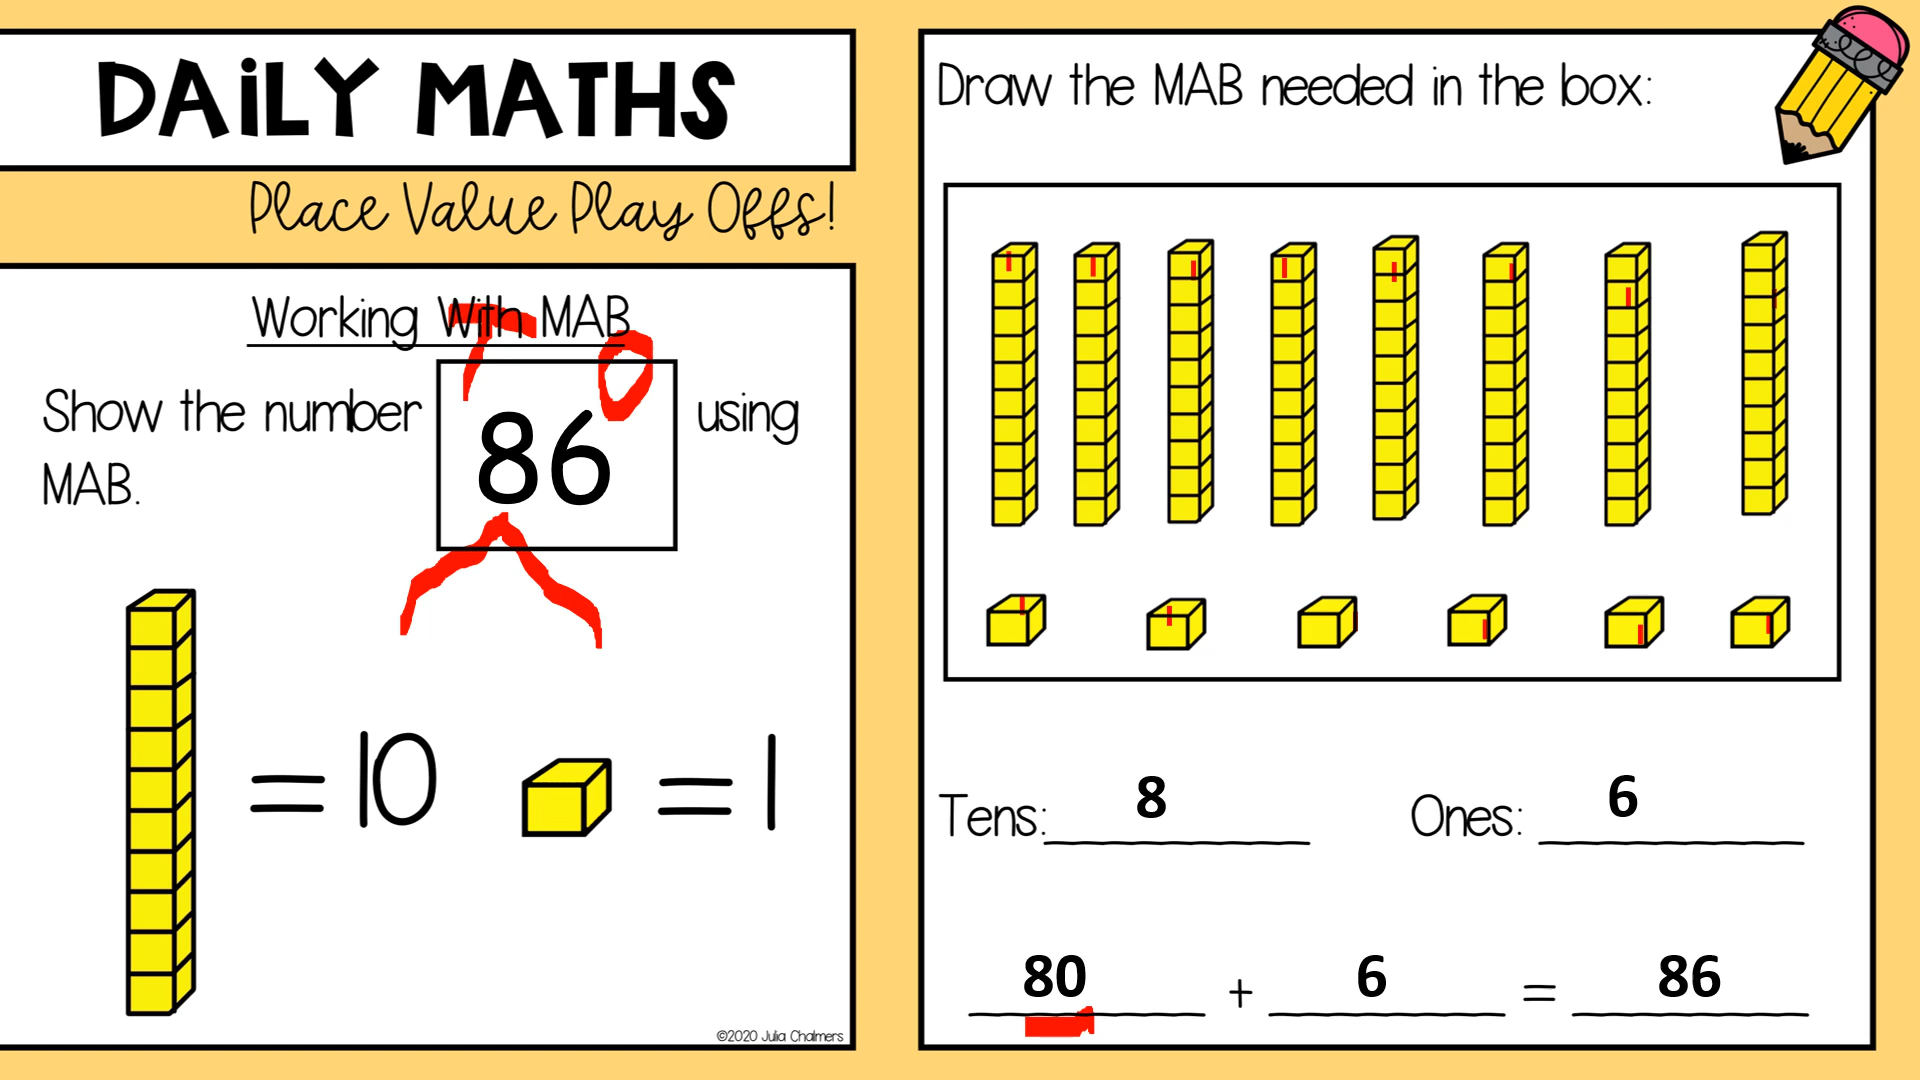 DAiLY MATHS
Place Value Play Offs!
Working With MAB
T O
Show the number 86 using
MAB.
= 10 = 1
©2020 Julia Chalmers
Draw the MAB needed in the box:
Tens: 8 Ones: 6
80 + 6 = 86